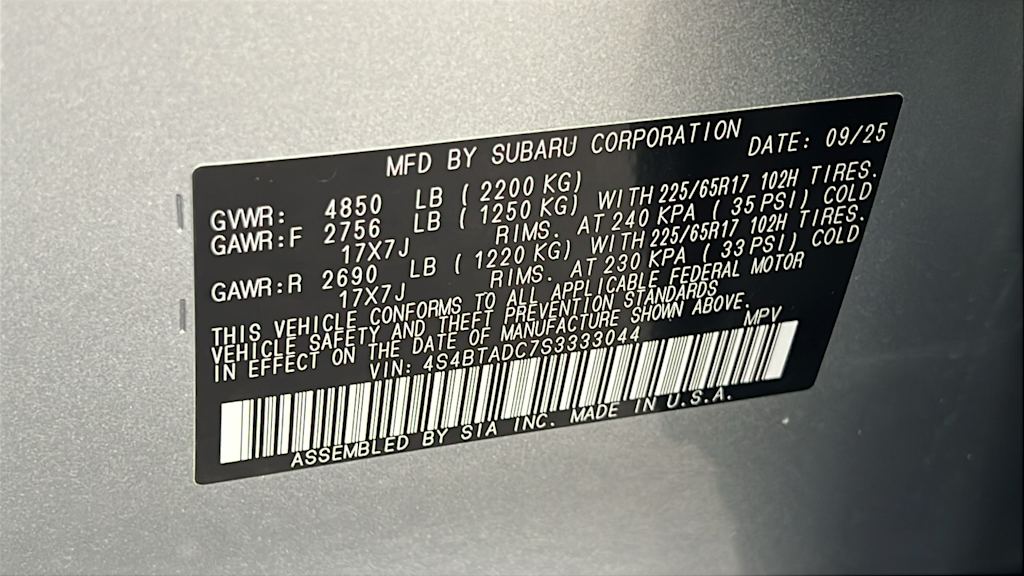 MFD BY SUBARU CORPORATION DATE: 09/25
GVWR: 4850 LB ( 2200 KG)
GAWR:F 2756 LB ( 1250 KG) WITH 225/65R17 102H TIRES.
17X7J RIMS. AT 240 KPA ( 35 PSI) COLD
GAWR:R 2690 LB ( 1220 KG) WITH 225/65R17 102H TIRES.
17X7J RIMS. AT 230 KPA ( 33 PSI) COLD
THIS VEHICLE CONFORMS TO ALL APPLICABLE FEDERAL MOTOR
VEHICLE SAFETY AND THEFT PREVENTION STANDARDS
IN EFFECT ON THE DATE OF MANUFACTURE SHOWN ABOVE.
VIN: 4S4BTADC7S3333044 MPV
ASSEMBLED BY SIA INC. MADE IN U.S.A.